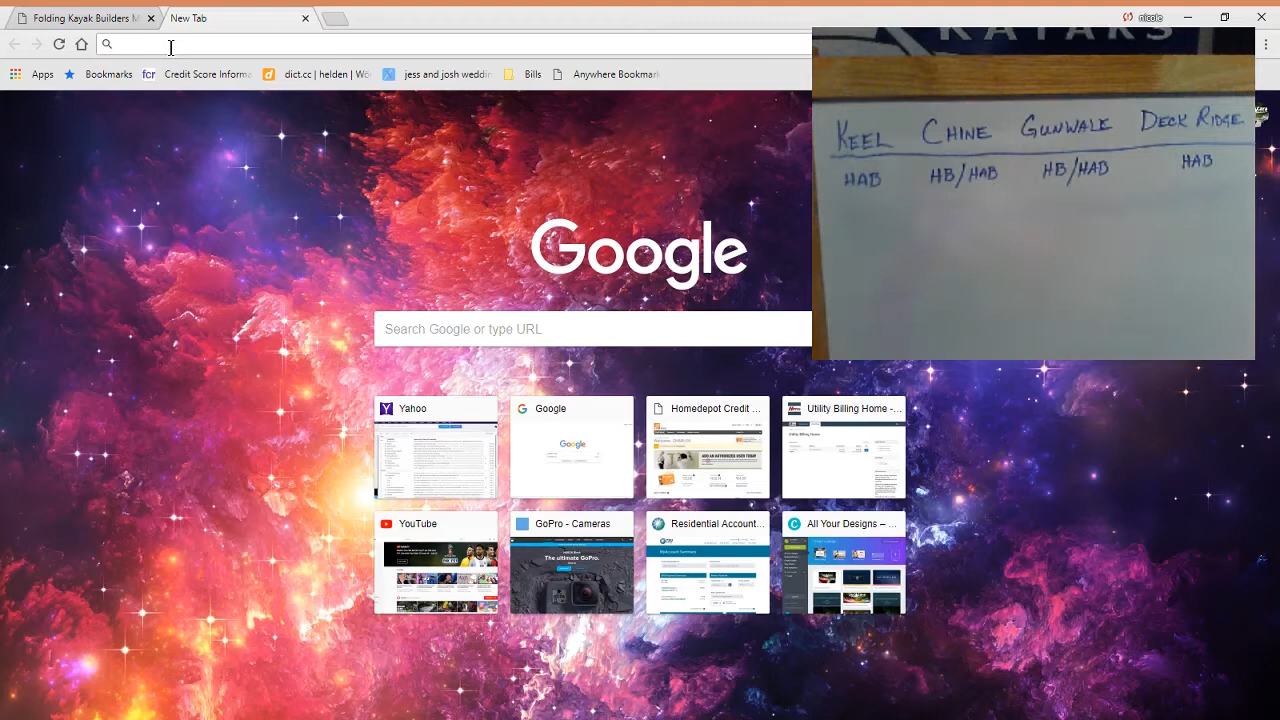 Folding Kayak Builders M
New Tab
nicole
Apps
Bookmarks
fcr Credit Score Informa
dict.cc | helden | Wö
jess and josh weddin
Bills
Anywhere Bookmark
KAYAKS
KEEL CHINE GUNWALE DECK RIDGE
HAB HB/HAB HB/HAB HAB
Google
Search Google or type URL
Yahoo
Google
Homedepot Credit ...
Utility Billing Home -...
YouTube
GoPro - Cameras
Residential Account...
All Your Designs – ...